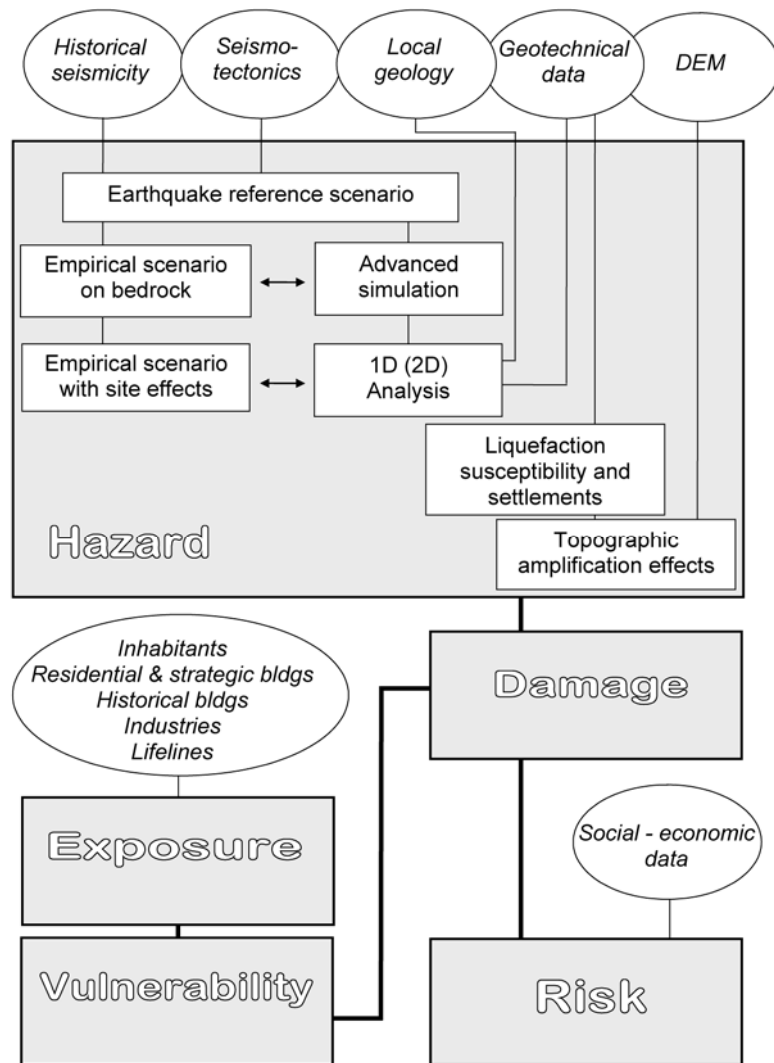 Historical
seismicity
Seismo-
tectonics
Local
geology
Geotechnical
data
DEM
Earthquake reference scenario
Empirical scenario
on bedrock
Advanced
simulation
Empirical scenario
with site effects
1D (2D)
Analysis
Liquefaction
susceptibility and
settlements
Topographic
amplification effects
Hazard
Inhabitants
Residential & strategic bldgs
Historical bldgs
Industries
Lifelines
Damage
Exposure
Social - economic
data
Vulnerability
Risk